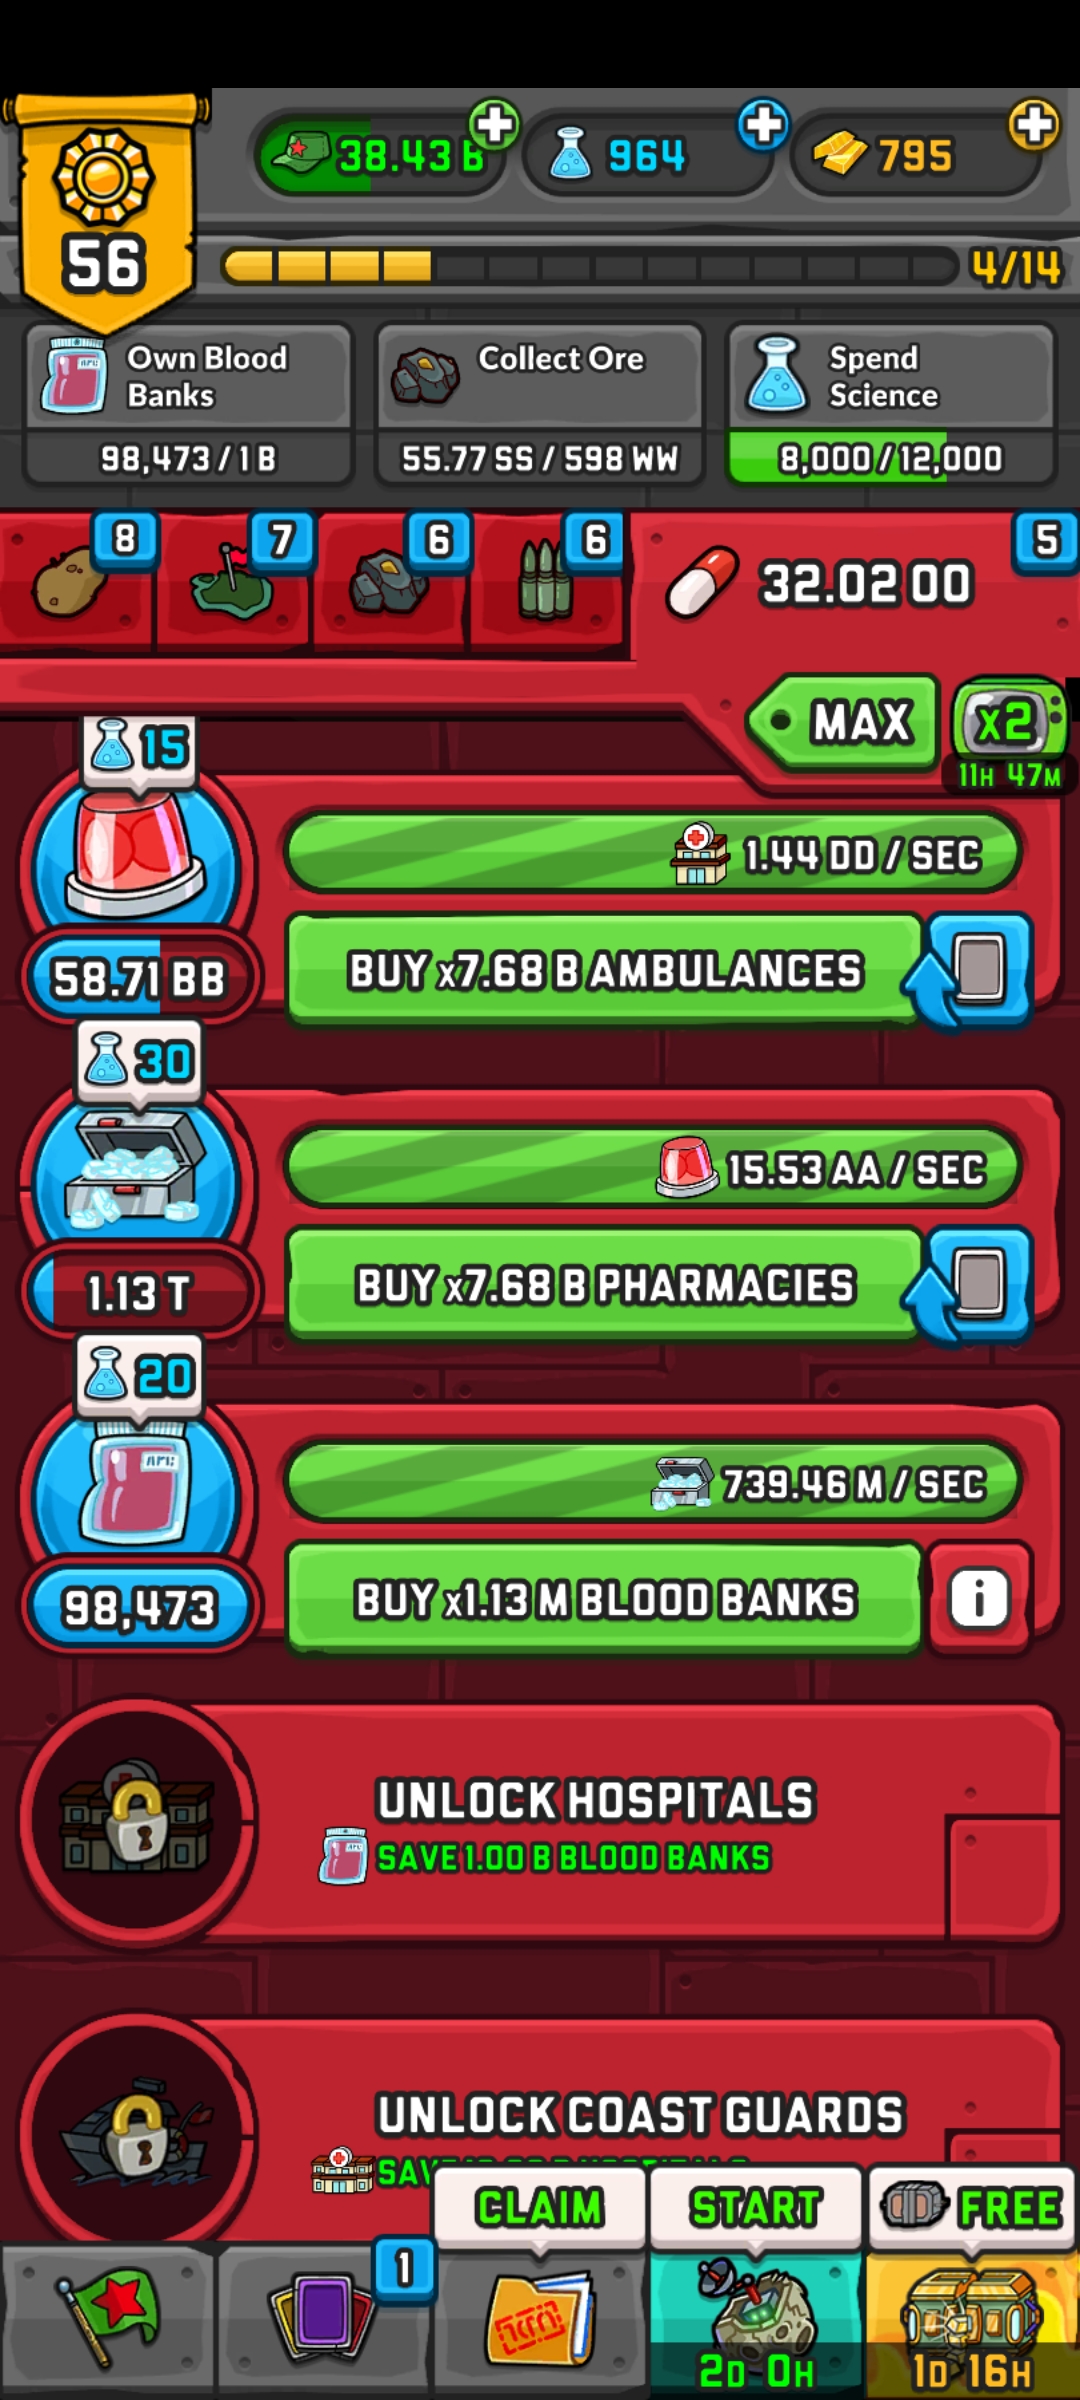 38.43 B
964
795
56
4/14
Own Blood
Banks
98,473 / 1 B
Collect Ore
55.77 SS / 598 WW
Spend
Science
8,000 / 12,000
8
7
6
6
5
32.02 OO
MAX
X2
11H 47M
15
1.44 DD / SEC
58.71 BB
BUY x7.68 B AMBULANCES
30
15.53 AA / SEC
1.13 T
BUY x7.68 B PHARMACIES
20
739.46 M / SEC
98,473
BUY x1.13 M BLOOD BANKS
i
UNLOCK HOSPITALS
SAVE 1.00 B BLOOD BANKS
UNLOCK COAST GUARDS
CLAIM
START
FREE
1
2D 0H
1D 16H